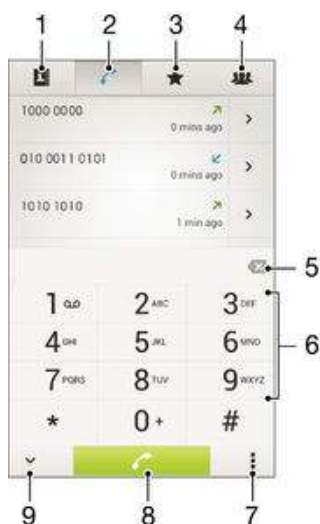 1 2 3 4
1000 0000
0 mins ago
010 0011 0101
0 mins ago
1010 1010
1 min ago
5
1 2 ABC 3 DEF
4 GHI 5 JKL 6 MNO
6
7 PQRS 8 TUV 9 WXYZ
* 0 + #
9 8 7